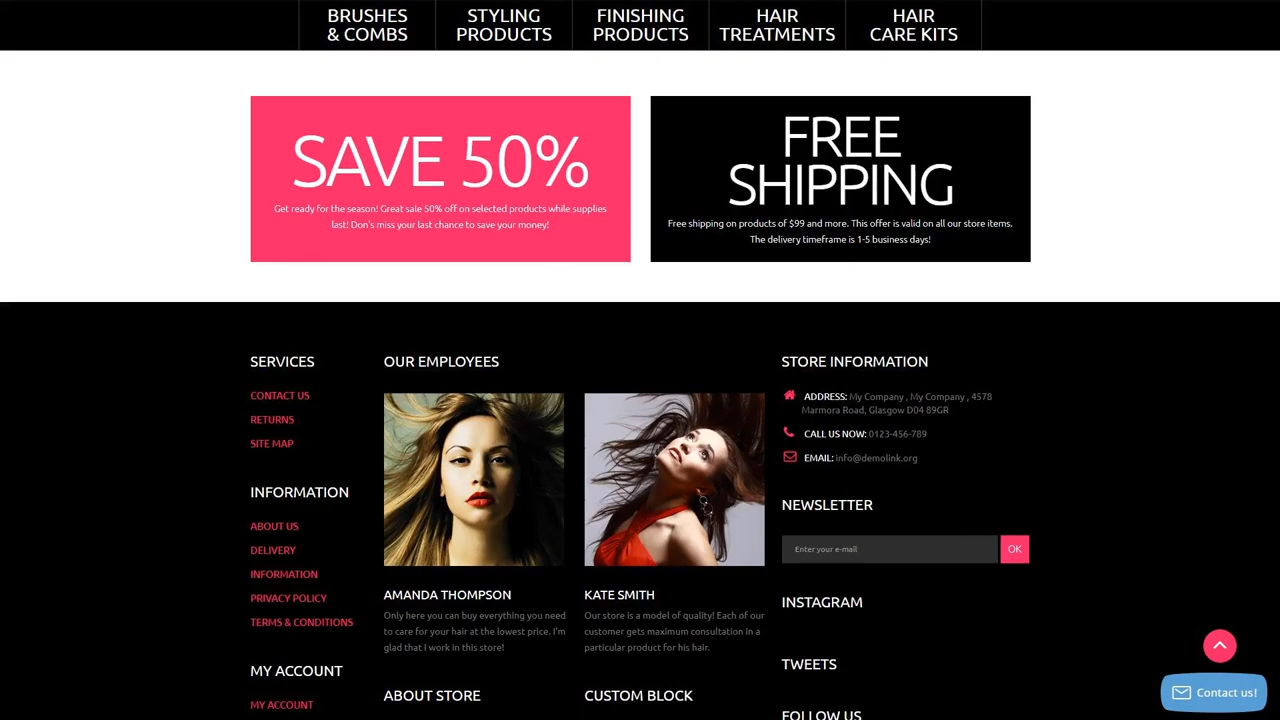 BRUSHES
& COMBS
STYLING
PRODUCTS
FINISHING
PRODUCTS
HAIR
TREATMENTS
HAIR
CARE KITS
SAVE 50%
Get ready for the season! Great sale 50% off on selected products while supplies
last! Don's miss your last chance to save your money!
FREE
SHIPPING
Free shipping on products of $99 and more. This offer is valid on all our store items.
The delivery timeframe is 1-5 business days!
SERVICES
CONTACT US
RETURNS
SITE MAP
INFORMATION
ABOUT US
DELIVERY
INFORMATION
PRIVACY POLICY
TERMS & CONDITIONS
MY ACCOUNT
MY ACCOUNT
OUR EMPLOYEES
AMANDA THOMPSON
Only here you can buy everything you need
to care for your hair at the lowest price. I'm
glad that I work in this store!
ABOUT STORE
KATE SMITH
Our store is a model of quality! Each of our
customer gets maximum consultation in a
particular product for his hair.
CUSTOM BLOCK
STORE INFORMATION
ADDRESS: My Company , My Company , 4578
Marmora Road, Glasgow D04 89GR
CALL US NOW: 0123-456-789
EMAIL: info@demolink.org
NEWSLETTER
Enter your e-mail
OK
INSTAGRAM
TWEETS
FOLLOW US
Contact us!